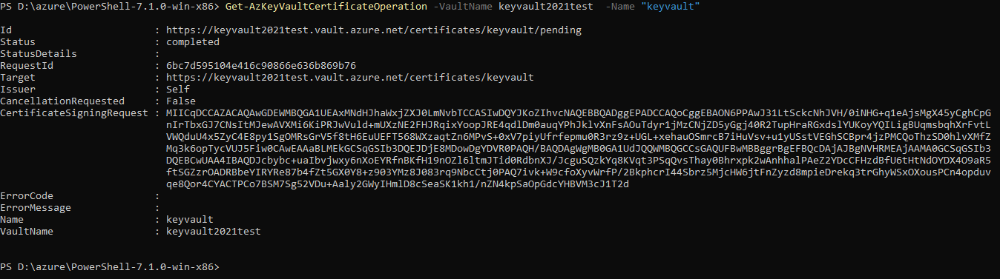 PS D:\azure\PowerShell-7.1.0-win-x86> Get-AzKeyVaultCertificateOperation -VaultName keyvault2021test  -Name "keyvault"
Id                        : https://keyvault2021test.vault.azure.net/certificates/keyvault/pending
Status                    : completed
StatusDetails             :
RequestId                 : 6bc7d595104e416c90866e636b869b76
Target                    : https://keyvault2021test.vault.azure.net/certificates/keyvault
Issuer                    : Self
CancellationRequested     : False
CertificateSigningRequest : MIICqDCCAZACAQAwGDEWMBQGA1UEAxMNdHJhaWxjZXJ0LmNvbTCCASIwDQYJKoZIhvcNAQEBBQADggEPADCCAQoCggEBAON6PPAwJ31LtSckcNhJVH/0iNHG+q1eAjsMgX45yCghCpG
nIrTbxGJ7CNsItMJewAVXMi6KiPRJwVuld+mUXzNE2FHJRqixYoopJRE4qdlDm0auqYPhJklvXnFsAOuTdyr1jMzCNjZD5yGgj40R2TupHraRGxdslYUKoyYQILigBUqmsbqhXrFvtL
VWQduU4x5ZyC4E8py1SgOMRsGrV5f8tH6EuUEFT568WXzaqtZn6MPvS+0xV7piyUfrfepmu0R3rz9z+UGL+xehauOSmrcB7iHuVsv+u1yUSstVEGhSCBpr4jzPMCQoThzSD0hlvXMfZ
Mq3k6opTycVUJ5Fiw0CAwEAAaBLMEkGCSqGSIb3DQEJDjE8MDowDgYDVR0PAQH/BAQDAgWgMB0GA1UdJQQWMBQGCCsGAQUFBwMBBggrBgEFBQcDAjAJBgNVHRMEAjAAMA0GCSqGSIb3
DQEBCwUAA4IBAQDJcbybc+uaIbvjwxy6nXoEYRfnBKfH19nOZl6ltmJTid0RdbnXJ/JcguSQzkYq8KVqt3PSqQvsThay0Bhrxpk2wAnhhalPAeZ2YDcCFHzdBfU6tHtNdOYDX4O9aR5
ftSGZzrOADRBbeYIRYRe87b4fZt5GX0Y8+z903YMz8J083rq9NbcCtj0PAQ7ivk+W9cfoXyvWrfP/2BkphcrI44Sbrz5MjcHW6jtFnZyzd8mpieDrekq3trGhyWSxOXousPCn4opduv
qe8Qor4CYACTPCo7BSM7Sg52VDu+Aaly2GWyIHmlD8cSeaSK1kh1/nZN4kpSaOpGdcYHBVM3cJ1T2d
ErrorCode                 :
ErrorMessage              :
Name                      : keyvault
VaultName                 : keyvault2021test
PS D:\azure\PowerShell-7.1.0-win-x86>